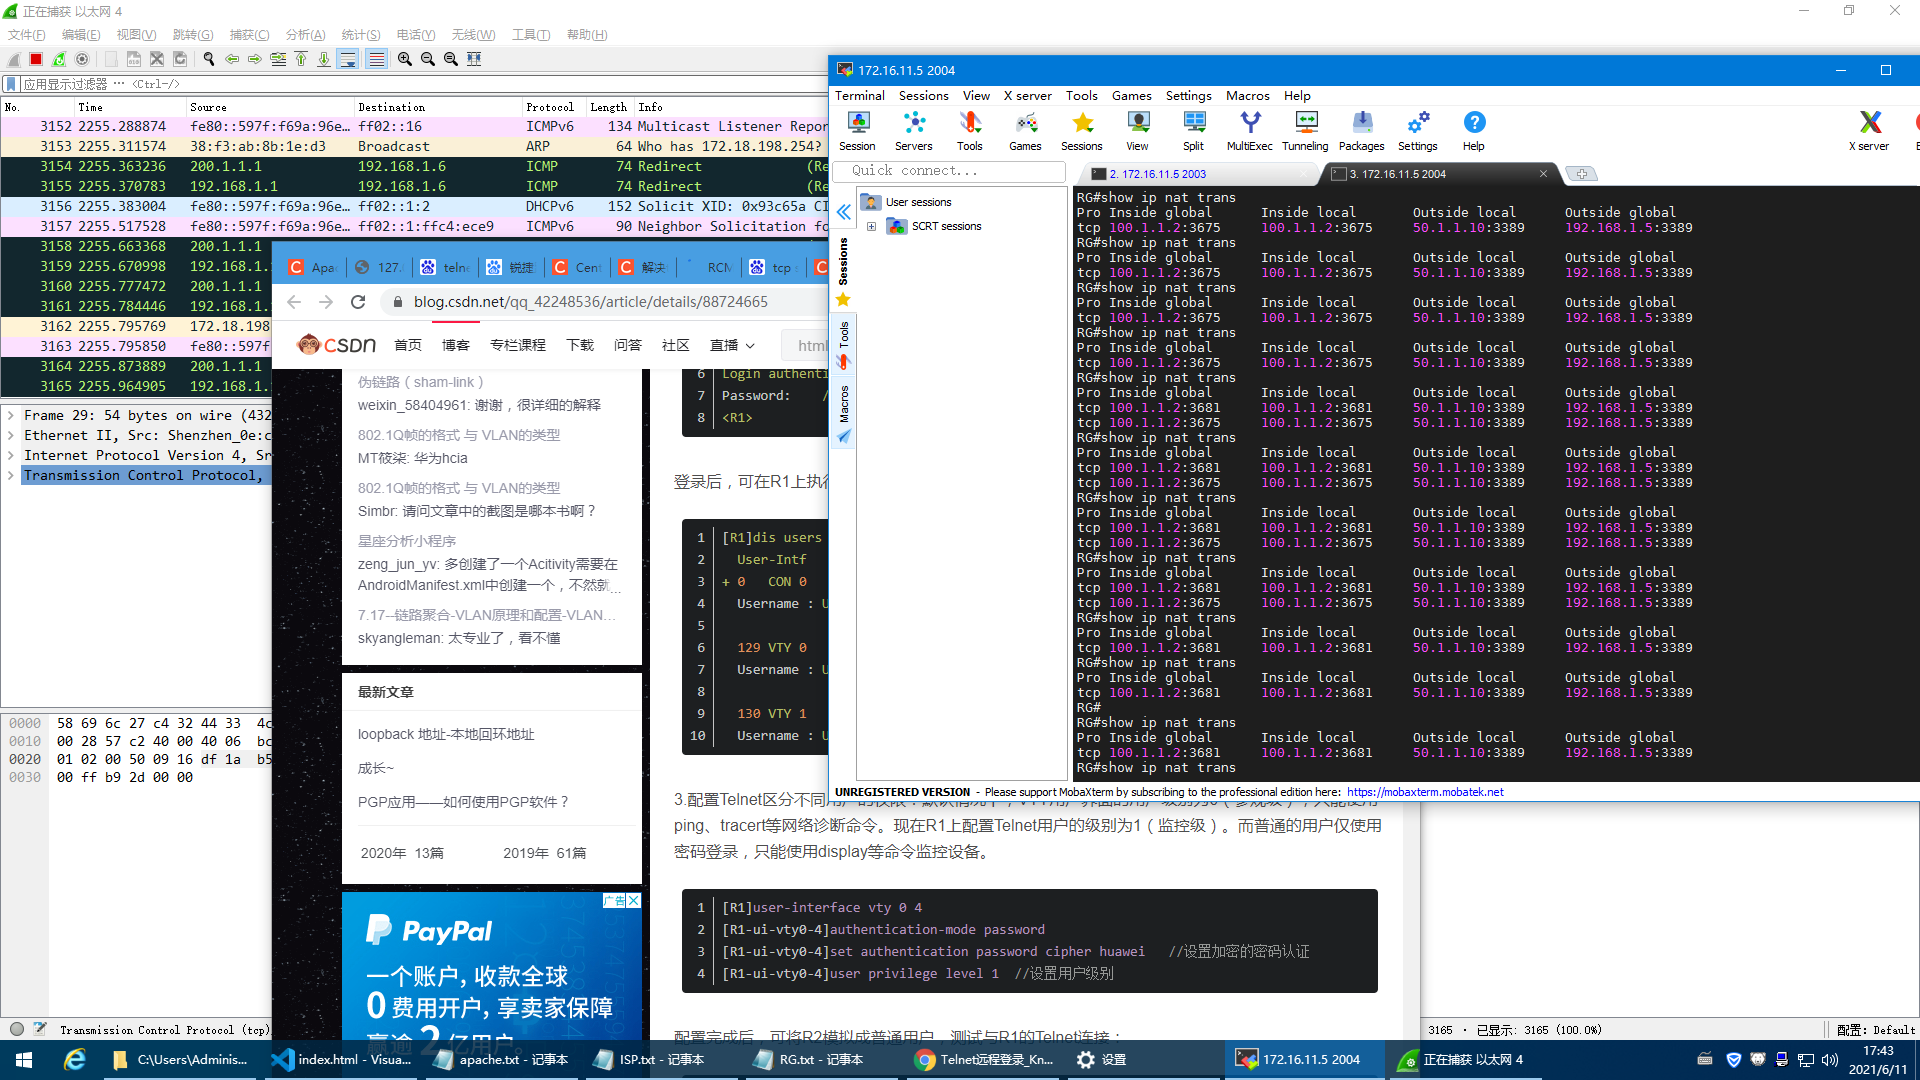 正在捕获 以太网 4
文件(F) 编辑(E) 视图(V) 跳转(G) 捕获(C) 分析(A) 统计(S) 电话(Y) 无线(W) 工具(T) 帮助(H)
应用显示过滤器 … <Ctrl-/>
No. Time Source Destination Protocol Length Info
3152 2255.288874 fe80::597f:f69a:96e… ff02::16 ICMPv6 134 Multicast Listener Repor
3153 2255.311574 38:f3:ab:8b:1e:d3 Broadcast ARP 64 Who has 172.18.198.254?
3154 2255.363236 200.1.1.1 192.168.1.6 ICMP 74 Redirect (Re
3155 2255.370783 192.168.1.1 192.168.1.6 ICMP 74 Redirect (Re
3156 2255.383004 fe80::597f:f69a:96e… ff02::1:2 DHCPv6 152 Solicit XID: 0x93c65a CI
3157 2255.517528 fe80::597f:f69a:96e… ff02::1:ffc4:ece9 ICMPv6 90 Neighbor Solicitation fo
3158 2255.663368 200.1.1.1
3159 2255.670998 192.168.1.
3160 2255.777472 200.1.1.1
3161 2255.784446 192.168.1.
3162 2255.795769 172.18.198
3163 2255.795850 fe80::597f
3164 2255.873889 200.1.1.1
3165 2255.964905 192.168.1.
Frame 29: 54 bytes on wire (432
Ethernet II, Src: Shenzhen_0e:c
Internet Protocol Version 4, Sr
Transmission Control Protocol,
0000 58 69 6c 27 c4 32 44 33 4c
0010 00 28 57 c2 40 00 40 06 bc
0020 01 02 00 50 09 16 df 1a b5
0030 00 ff b9 2d 00 00
Transmission Control Protocol (tcp)
3165 · 已显示: 3165 (100.0%)
配置: Default
Apac 127. telne 锐捷 Cent 解决 RCM tcp
blog.csdn.net/qq_42248536/article/details/88724665
CSDN 首页 博客 专栏课程 下载 问答 社区 直播 html
伪链路（sham-link）
weixin_58404961: 谢谢，很详细的解释
802.1Q帧的格式 与 VLAN的类型
MT筱柒: 华为hcia
802.1Q帧的格式 与 VLAN的类型
Simbr: 请问文章中的截图是哪本书啊？
星座分析小程序
zeng_jun_yv: 多创建了一个Acitivity需要在
AndroidManifest.xml中创建一个，不然就...
7.17--链路聚合-VLAN原理和配置-VLAN…
skyangleman: 太专业了，看不懂
最新文章
loopback 地址-本地回环地址
成长~
PGP应用——如何使用PGP软件？
2020年 13篇 2019年 61篇
广告
PayPal
一个账户, 收款全球
0 费用开户, 享卖家保障
赢逾 2 亿用户
6 Login authenti
7 Password: /
8 <R1>
登录后，可在R1上执行
1 [R1]dis users
2 User-Intf
3 + 0 CON 0
4 Username : U
5
6 129 VTY 0
7 Username : U
8
9 130 VTY 1
10 Username : U
3.配置Telnet区分不同用户的权限：默认情况下，VTY用户界面的用户级别为0（参观级），只能使用
ping、tracert等网络诊断命令。现在R1上配置Telnet用户的级别为1（监控级）。而普通的用户仅使用
密码登录，只能使用display等命令监控设备。
1 [R1]user-interface vty 0 4
2 [R1-ui-vty0-4]authentication-mode password
3 [R1-ui-vty0-4]set authentication password cipher huawei //设置加密的密码认证
4 [R1-ui-vty0-4]user privilege level 1 //设置用户级别
配置完成后，可将R2模拟成普通用户，测试与R1的Telnet连接：
172.16.11.5 2004
Terminal Sessions View X server Tools Games Settings Macros Help
Session Servers Tools Games Sessions View Split MultiExec Tunneling Packages Settings Help X server
Quick connect...
2. 172.16.11.5 2003
3. 172.16.11.5 2004
User sessions
SCRT sessions
Sessions
Tools
Macros
RG#show ip nat trans
Pro Inside global Inside local Outside local Outside global
tcp 100.1.1.2:3675 100.1.1.2:3675 50.1.1.10:3389 192.168.1.5:3389
RG#show ip nat trans
Pro Inside global Inside local Outside local Outside global
tcp 100.1.1.2:3675 100.1.1.2:3675 50.1.1.10:3389 192.168.1.5:3389
RG#show ip nat trans
Pro Inside global Inside local Outside local Outside global
tcp 100.1.1.2:3675 100.1.1.2:3675 50.1.1.10:3389 192.168.1.5:3389
RG#show ip nat trans
Pro Inside global Inside local Outside local Outside global
tcp 100.1.1.2:3675 100.1.1.2:3675 50.1.1.10:3389 192.168.1.5:3389
RG#show ip nat trans
Pro Inside global Inside local Outside local Outside global
tcp 100.1.1.2:3681 100.1.1.2:3681 50.1.1.10:3389 192.168.1.5:3389
tcp 100.1.1.2:3675 100.1.1.2:3675 50.1.1.10:3389 192.168.1.5:3389
RG#show ip nat trans
Pro Inside global Inside local Outside local Outside global
tcp 100.1.1.2:3681 100.1.1.2:3681 50.1.1.10:3389 192.168.1.5:3389
tcp 100.1.1.2:3675 100.1.1.2:3675 50.1.1.10:3389 192.168.1.5:3389
RG#show ip nat trans
Pro Inside global Inside local Outside local Outside global
tcp 100.1.1.2:3681 100.1.1.2:3681 50.1.1.10:3389 192.168.1.5:3389
tcp 100.1.1.2:3675 100.1.1.2:3675 50.1.1.10:3389 192.168.1.5:3389
RG#show ip nat trans
Pro Inside global Inside local Outside local Outside global
tcp 100.1.1.2:3681 100.1.1.2:3681 50.1.1.10:3389 192.168.1.5:3389
tcp 100.1.1.2:3675 100.1.1.2:3675 50.1.1.10:3389 192.168.1.5:3389
RG#show ip nat trans
Pro Inside global Inside local Outside local Outside global
tcp 100.1.1.2:3681 100.1.1.2:3681 50.1.1.10:3389 192.168.1.5:3389
RG#show ip nat trans
Pro Inside global Inside local Outside local Outside global
tcp 100.1.1.2:3681 100.1.1.2:3681 50.1.1.10:3389 192.168.1.5:3389
RG#
RG#show ip nat trans
Pro Inside global Inside local Outside local Outside global
tcp 100.1.1.2:3681 100.1.1.2:3681 50.1.1.10:3389 192.168.1.5:3389
RG#show ip nat trans
UNREGISTERED VERSION - Please support MobaXterm by subscribing to the professional edition here: https://mobaxterm.mobatek.net
C:\Users\Adminis... index.html - Visua... apache.txt - 记事本 ISP.txt - 记事本 RG.txt - 记事本 Telnet远程登录_Kn... 设置 172.16.11.5 2004 正在捕获 以太网 4
17:43
2021/6/11